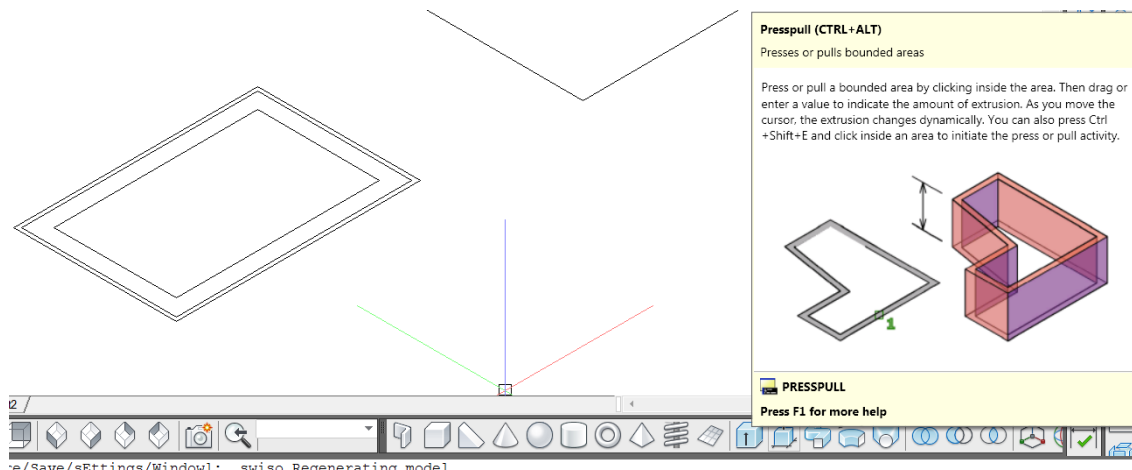 Presspull (CTRL+ALT)
Presses or pulls bounded areas
Press or pull a bounded area by clicking inside the area. Then drag or
enter a value to indicate the amount of extrusion. As you move the
cursor, the extrusion changes dynamically. You can also press Ctrl
+Shift+E and click inside an area to initiate the press or pull activity.
1
PRESSPULL
Press F1 for more help
/Save/sEttings/Window]: _swiso Regenerating model